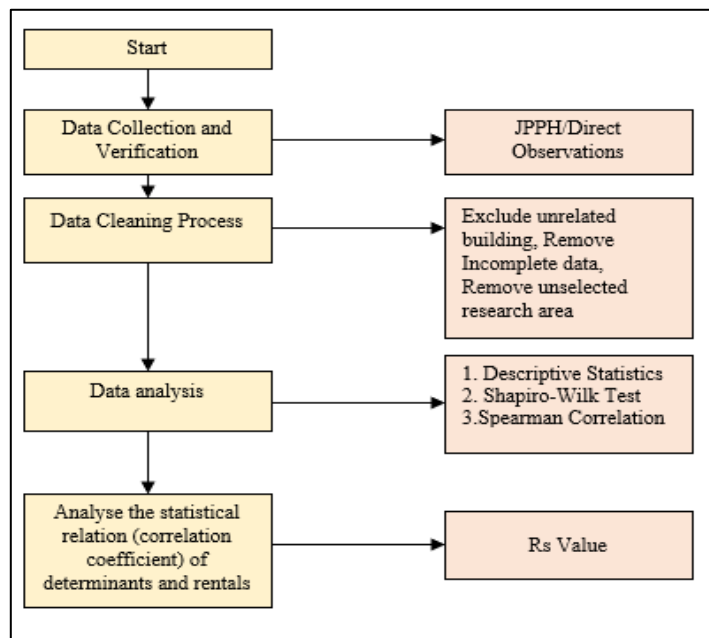 Start
Data Collection and
Verification
JPPH/Direct
Observations
Data Cleaning Process
Exclude unrelated
building, Remove
Incomplete data,
Remove unselected
research area
Data analysis
1. Descriptive Statistics
2. Shapiro-Wilk Test
3.Spearman Correlation
Analyse the statistical
relation (correlation
coefficient) of
determinants and rentals
Rs Value